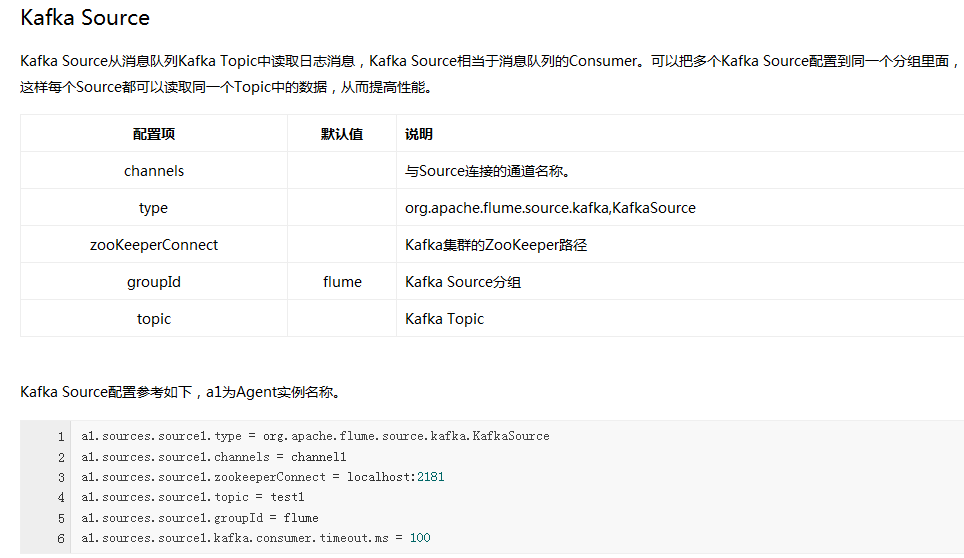 Kafka Source
Kafka Source从消息队列Kafka Topic中读取日志消息，Kafka Source相当于消息队列的Consumer。可以把多个Kafka Source配置到同一个分组里面，
这样每个Source都可以读取同一个Topic中的数据，从而提高性能。
配置项 默认值 说明
channels 与Source连接的通道名称。
type org.apache.flume.source.kafka,KafkaSource
zooKeeperConnect Kafka集群的ZooKeeper路径
groupId flume Kafka Source分组
topic Kafka Topic
Kafka Source配置参考如下，a1为Agent实例名称。
1 a1.sources.source1.type = org.apache.flume.source.kafka.KafkaSource
2 a1.sources.source1.channels = channel1
3 a1.sources.source1.zookeeperConnect = localhost:2181
4 a1.sources.source1.topic = test1
5 a1.sources.source1.groupId = flume
6 a1.sources.source1.kafka.consumer.timeout.ms = 100